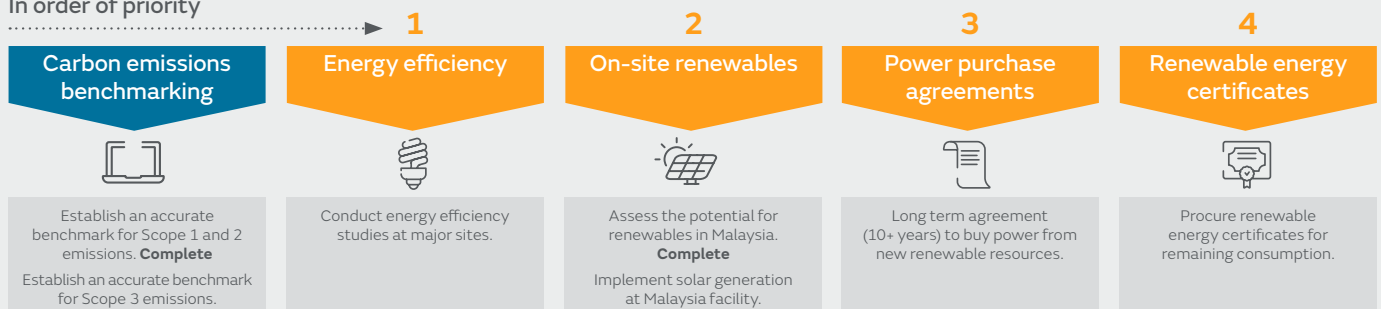 In order of priority
1
2
3
4
Carbon emissions
benchmarking
Energy efficiency
On-site renewables
Power purchase
agreements
Renewable energy
certificates
Establish an accurate
benchmark for Scope 1 and 2
emissions. Complete
Establish an accurate benchmark
for Scope 3 emissions.
Conduct energy efficiency
studies at major sites.
Assess the potential for
renewables in Malaysia.
Complete
Implement solar generation
at Malaysia facility.
Long term agreement
(10+ years) to buy power from
new renewable resources.
Procure renewable
energy certificates for
remaining consumption.